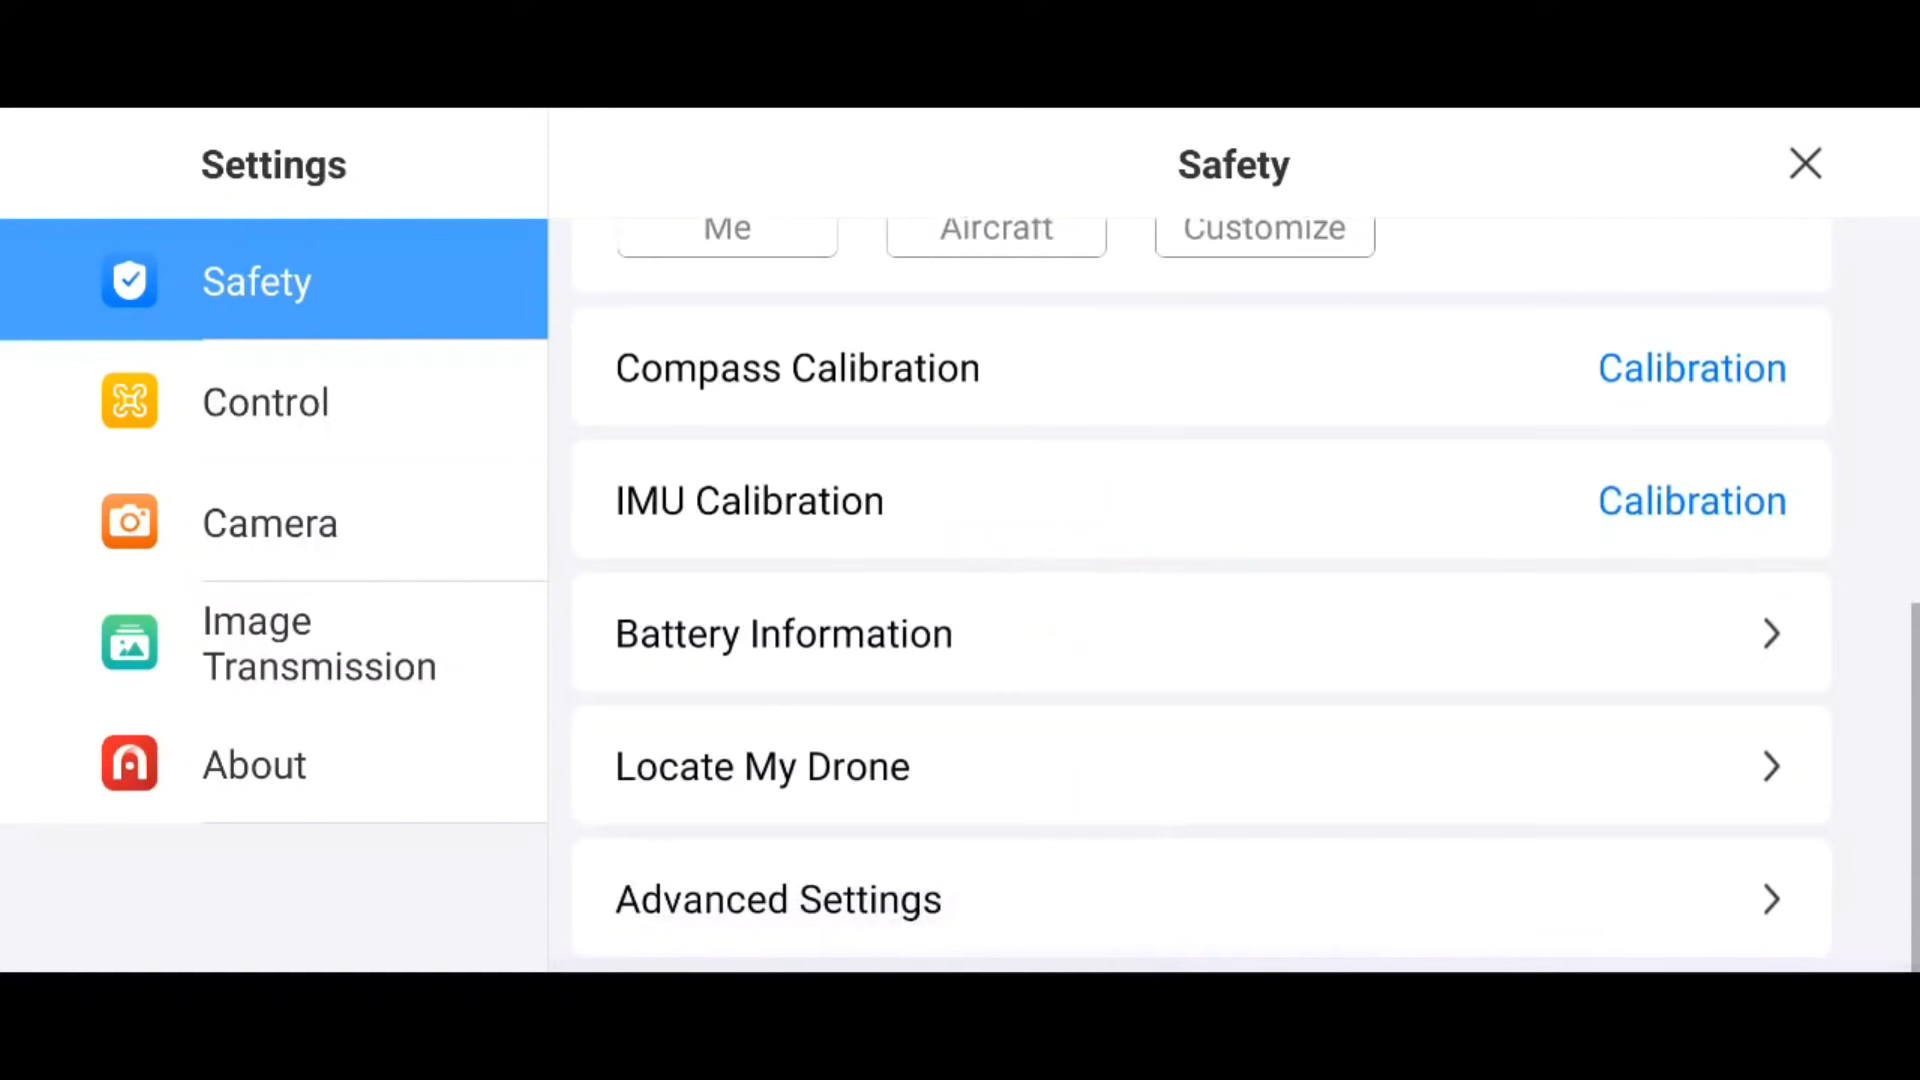 Settings
Safety
Control
Camera
Image
Transmission
About
Safety
Me Aircraft Customize
Compass Calibration Calibration
IMU Calibration Calibration
Battery Information
Locate My Drone
Advanced Settings